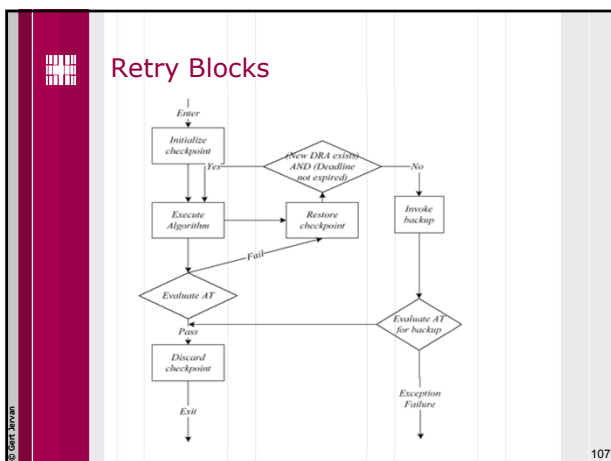 Retry Blocks
Enter
Initialize
checkpoint
(New DRA exisis)
AND (Deadline
not expired)
Yes
No
Execute
Algorithm
Restore
checkpoint
Invoke
backup
Fail
Evaluate AT
Evaluate AT
for backup
Pass
Discard
checkpoint
Exit
Exception
Failure
© Gert Jervan
107